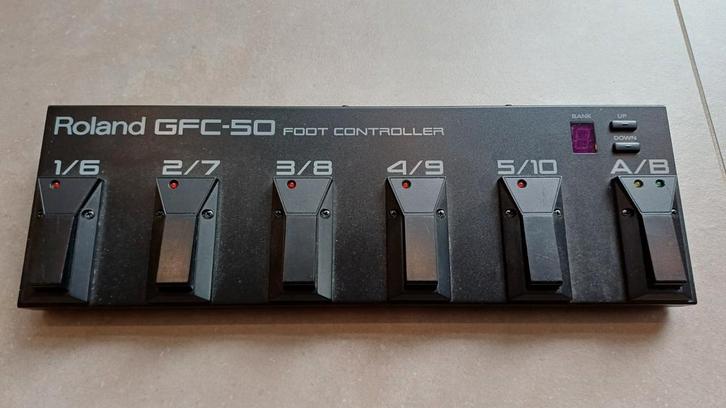 Roland GFC-50 FOOT CONTROLLER
BANK UP
DOWN
1/6 2/7 3/8 4/9 5/10 A/B